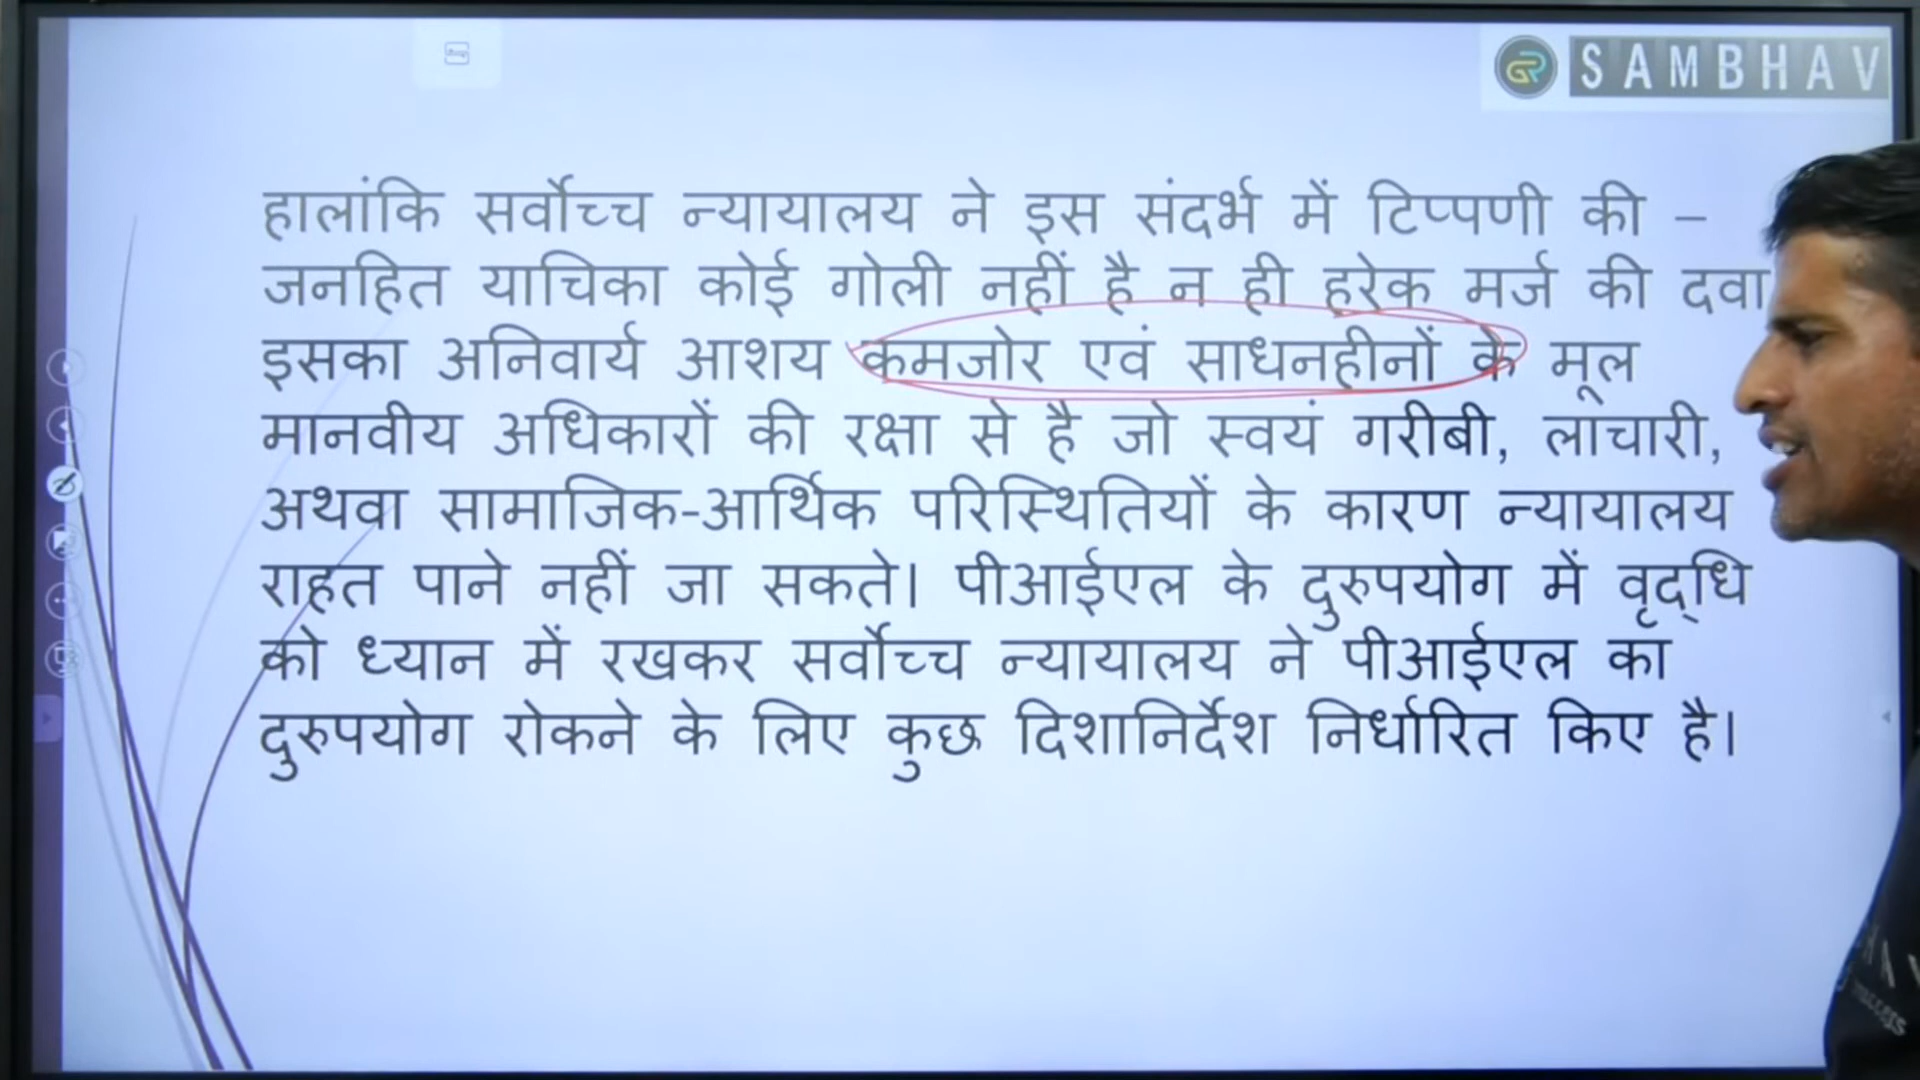 SAMBHAV
हालांकि सर्वोच्च न्यायालय ने इस संदर्भ में टिप्पणी की –
जनहित याचिका कोई गोली नहीं है न ही हरेक मर्ज की दवा
इसका अनिवार्य आशय कमजोर एवं साधनहीनों के मूल
मानवीय अधिकारों की रक्षा से है जो स्वयं गरीबी, लाचारी,
अथवा सामाजिक-आर्थिक परिस्थितियों के कारण न्यायालय
राहत पाने नहीं जा सकते। पीआईएल के दुरुपयोग में वृद्धि
को ध्यान में रखकर सर्वोच्च न्यायालय ने पीआईएल का
दुरुपयोग रोकने के लिए कुछ दिशानिर्देश निर्धारित किए है।